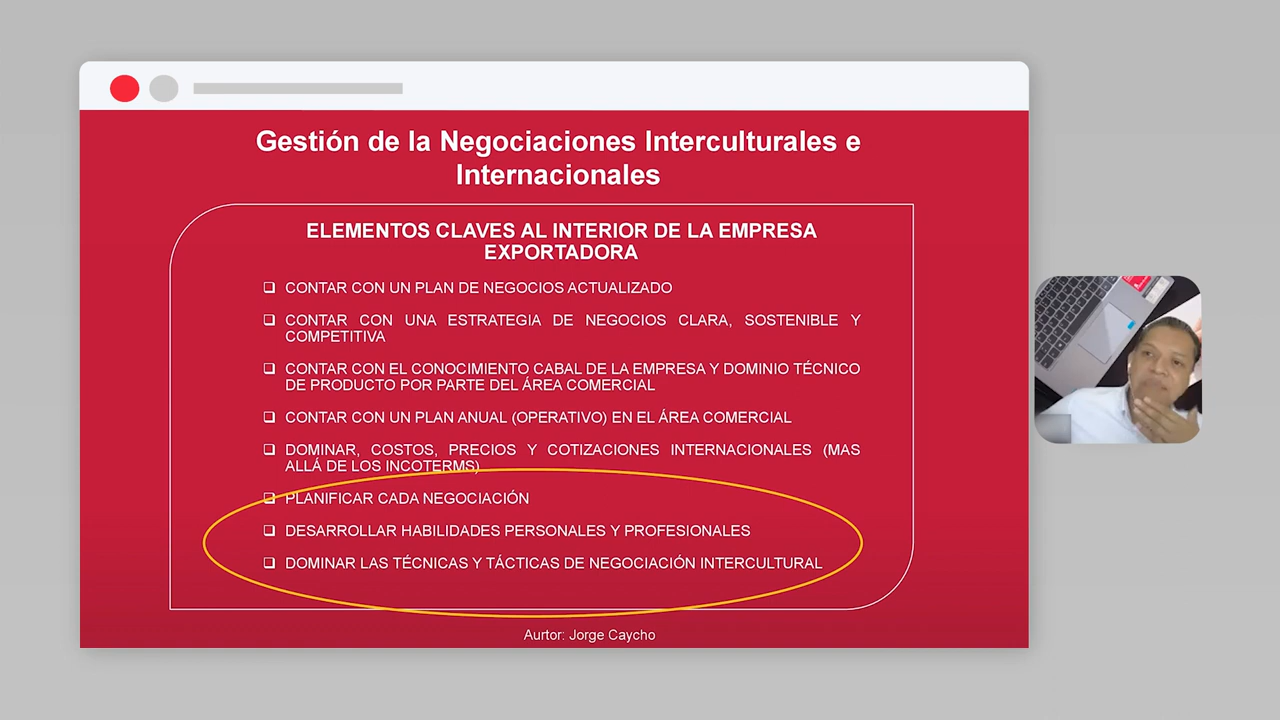 Gestión de la Negociaciones Interculturales e
Internacionales
ELEMENTOS CLAVES AL INTERIOR DE LA EMPRESA
EXPORTADORA
❑ CONTAR CON UN PLAN DE NEGOCIOS ACTUALIZADO
❑ CONTAR CON UNA ESTRATEGIA DE NEGOCIOS CLARA, SOSTENIBLE Y
COMPETITIVA
❑ CONTAR CON EL CONOCIMIENTO CABAL DE LA EMPRESA Y DOMINIO TÉCNICO
DE PRODUCTO POR PARTE DEL ÁREA COMERCIAL
❑ CONTAR CON UN PLAN ANUAL (OPERATIVO) EN EL ÁREA COMERCIAL
❑ DOMINAR, COSTOS, PRECIOS Y COTIZACIONES INTERNACIONALES (MAS
ALLÁ DE LOS INCOTERMS)
❑ PLANIFICAR CADA NEGOCIACIÓN
❑ DESARROLLAR HABILIDADES PERSONALES Y PROFESIONALES
❑ DOMINAR LAS TÉCNICAS Y TÁCTICAS DE NEGOCIACIÓN INTERCULTURAL
Aurtor: Jorge Caycho